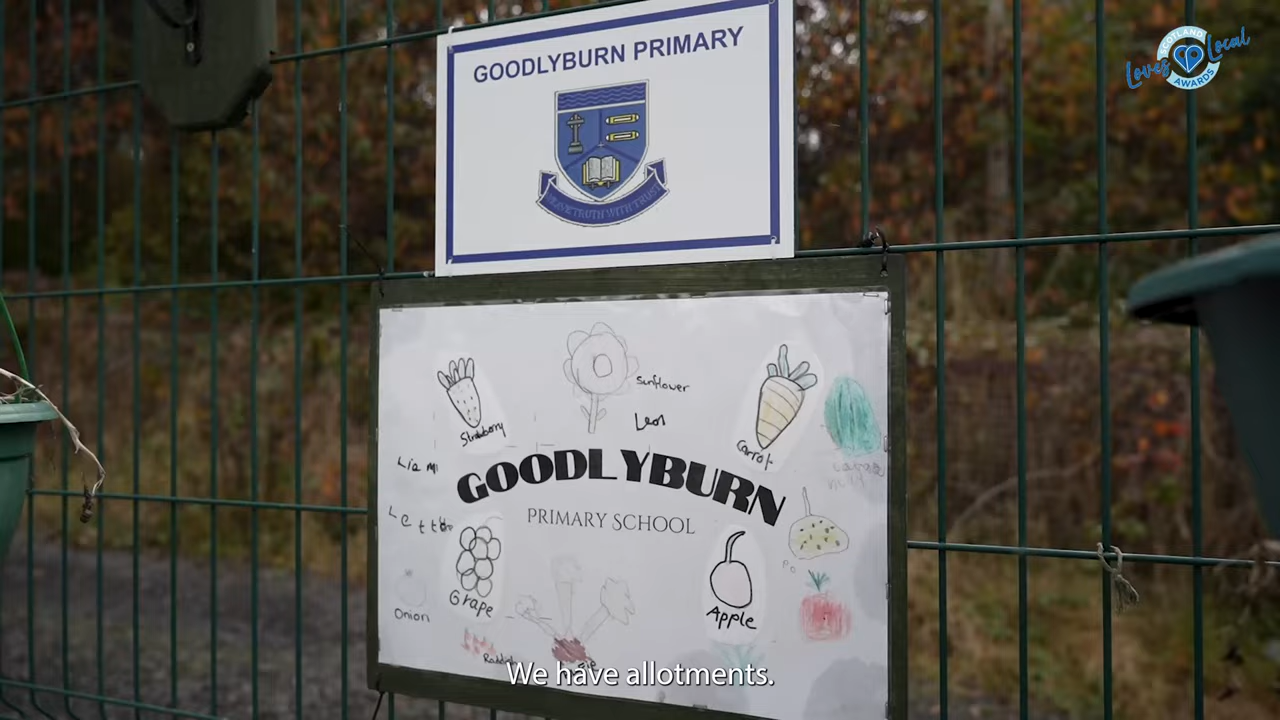 GOODLYBURN PRIMARY
SCOTLAND
Loves Local
AWARDS
sunflower
Leon
Strawberry
Carrot
Liam
GOODLYBURN
PRIMARY SCHOOL
Grape
Apple
Onion
We have allotments.